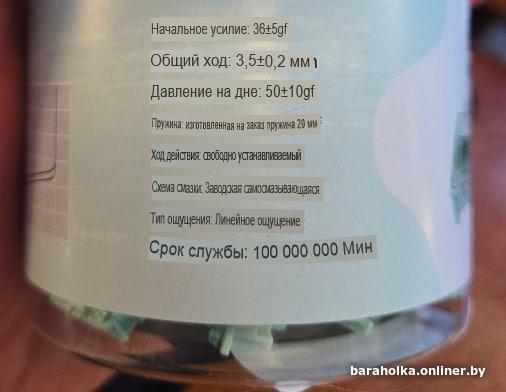 Начальное усилие: 36±5gf
Общий ход: 3,5±0,2 мм
Давление на дне: 50±10gf
Пружина: изготовленная на заказ пружина 20 мм
Ход действия: свободно устанавливаемый
Схема смазки: Заводская самосмазывающаяся
Тип ощущения: Линейное ощущение
Travel(mm)
Срок службы: 100 000 000 Мин
baraholka.onliner.by